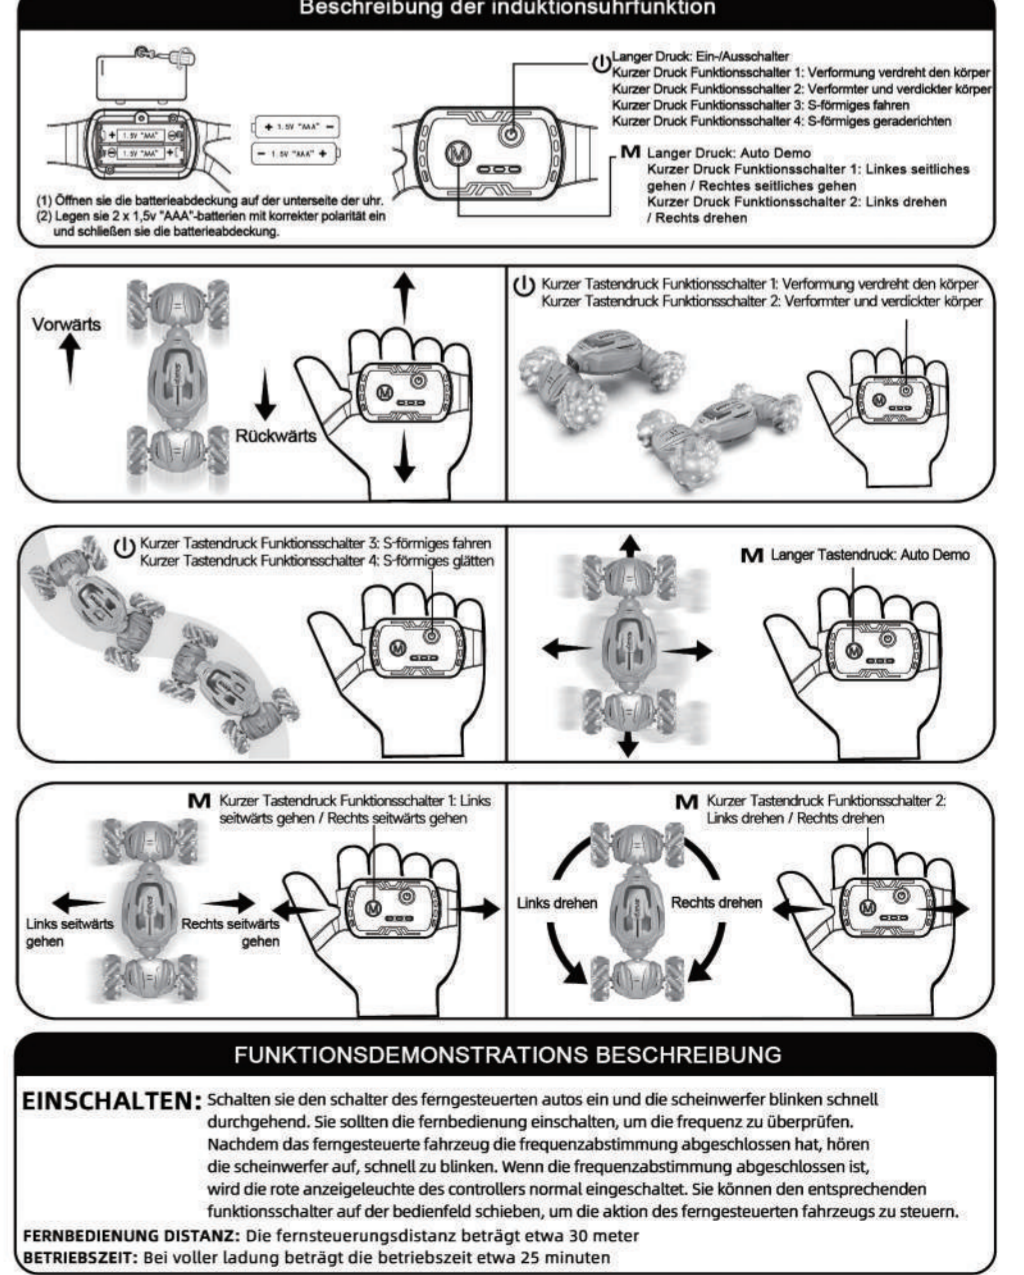 Beschreibung der induktionsuhrfunktion
Langer Druck: Ein-/Ausschalter
Kurzer Druck Funktionsschalter 1: Verformung verdreht den körper
Kurzer Druck Funktionsschalter 2: Verformter und verdickter körper
Kurzer Druck Funktionsschalter 3: S-förmiges fahren
Kurzer Druck Funktionsschalter 4: S-förmiges geraderichten
+ 1.5V "AAA" −
− 1.5V "AAA" +
+ 1.5V "AAA" −
− 1.5V "AAA" +
M
M Langer Druck: Auto Demo
Kurzer Druck Funktionsschalter 1: Linkes seitliches
gehen / Rechtes seitliches gehen
Kurzer Druck Funktionsschalter 2: Links drehen
/ Rechts drehen
(1) Öffnen sie die batterieabdeckung auf der unterseite der uhr.
(2) Legen sie 2 x 1,5v "AAA"-batterien mit korrekter polarität ein
und schließen sie die batterieabdeckung.
Vorwärts
Rückwärts
M
Kurzer Tastendruck Funktionsschalter 1: Verformung verdreht den körper
Kurzer Tastendruck Funktionsschalter 2: Verformter und verdickter körper
M
Kurzer Tastendruck Funktionsschalter 3: S-förmiges fahren
Kurzer Tastendruck Funktionsschalter 4: S-förmiges glätten
M
M Langer Tastendruck: Auto Demo
M
M Kurzer Tastendruck Funktionsschalter 1: Links
seitwärts gehen / Rechts seitwärts gehen
Links seitwärts
gehen
Rechts seitwärts
gehen
M
M Kurzer Tastendruck Funktionsschalter 2:
Links drehen / Rechts drehen
Links drehen
Rechts drehen
M
FUNKTIONSDEMONSTRATIONS BESCHREIBUNG
EINSCHALTEN: Schalten sie den schalter des ferngesteuerten autos ein und die scheinwerfer blinken schnell
durchgehend. Sie sollten die fernbedienung einschalten, um die frequenz zu überprüfen.
Nachdem das ferngesteuerte fahrzeug die frequenzabstimmung abgeschlossen hat, hören
die scheinwerfer auf, schnell zu blinken. Wenn die frequenzabstimmung abgeschlossen ist,
wird die rote anzeigeleuchte des controllers normal eingeschaltet. Sie können den entsprechenden
funktionsschalter auf der bedienfeld schieben, um die aktion des ferngesteuerten fahrzeugs zu steuern.
FERNBEDIENUNG DISTANZ: Die fernsteuerungsdistanz beträgt etwa 30 meter
BETRIEBSZEIT: Bei voller ladung beträgt die betriebszeit etwa 25 minuten